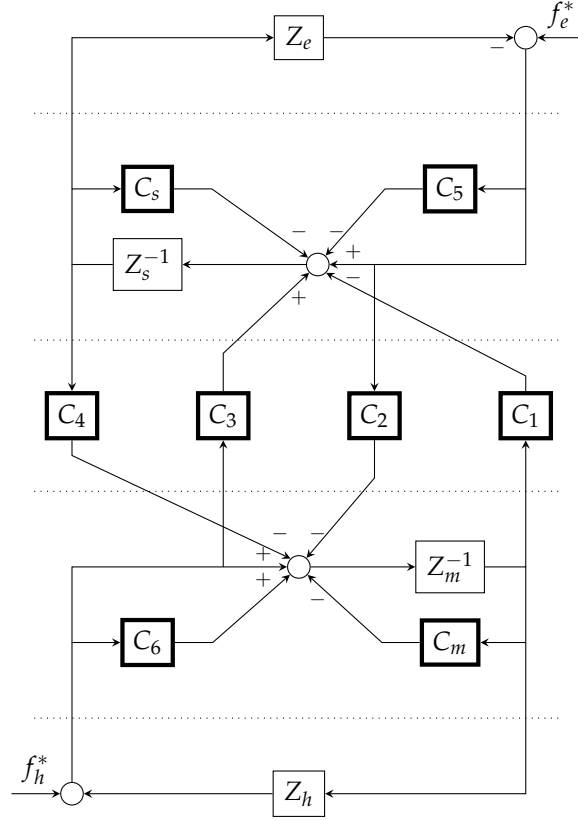 Z_e − f_e^*
C_s − − C_5
Z_s^{-1} + + −
C_4 C_3 C_2 C_1
− −
+ + Z_m^{-1}
C_6 − C_m
f_h^* Z_h